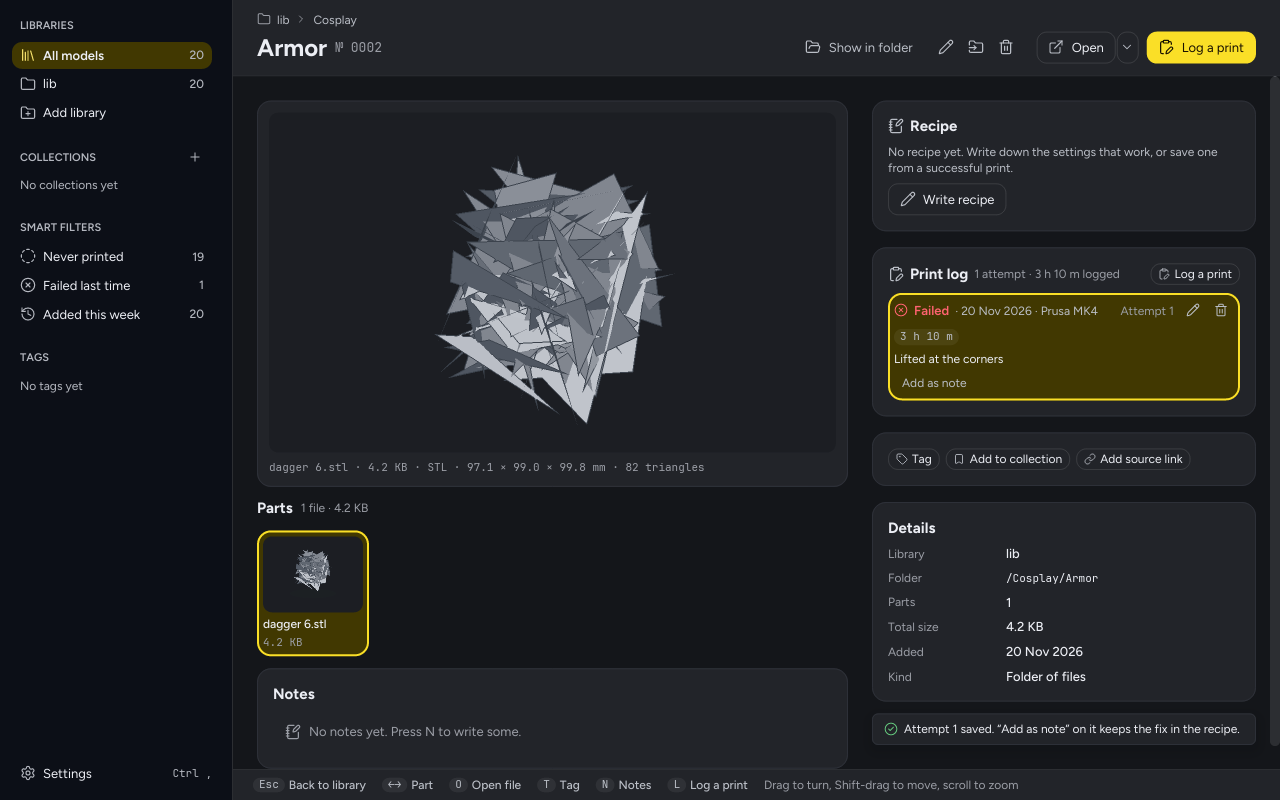 LIBRARIES
All models 20
lib 20
Add library
COLLECTIONS
No collections yet
SMART FILTERS
Never printed 19
Failed last time 1
Added this week 20
TAGS
No tags yet
Settings Ctrl ,
lib Cosplay
Armor № 0002
Show in folder
Open
Log a print
dagger 6.stl · 4.2 KB · STL · 97.1 × 99.0 × 99.8 mm · 82 triangles
Parts 1 file · 4.2 KB
dagger 6.stl
4.2 KB
Notes
No notes yet. Press N to write some.
Recipe
No recipe yet. Write down the settings that work, or save one
from a successful print.
Write recipe
Print log 1 attempt · 3 h 10 m logged Log a print
Failed · 20 Nov 2026 · Prusa MK4 Attempt 1
3 h 10 m
Lifted at the corners
Add as note
Tag Add to collection Add source link
Details
Library lib
Folder /Cosplay/Armor
Parts 1
Total size 4.2 KB
Added 20 Nov 2026
Kind Folder of files
Attempt 1 saved. “Add as note” on it keeps the fix in the recipe.
Esc Back to library ↔ Part O Open file T Tag N Notes L Log a print Drag to turn, Shift-drag to move, scroll to zoom